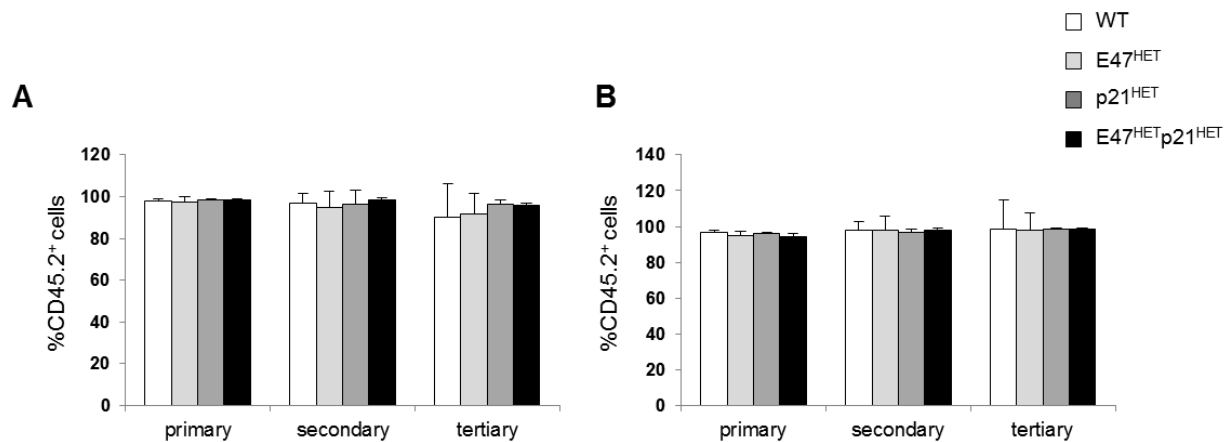 WT
E47HET
p21HET
E47HETp21HET
A
120
100
80
60
40
20
0
%CD45.2+ cells
primary secondary tertiary
B
140
120
100
80
60
40
20
0
%CD45.2+ cells
primary secondary tertiary